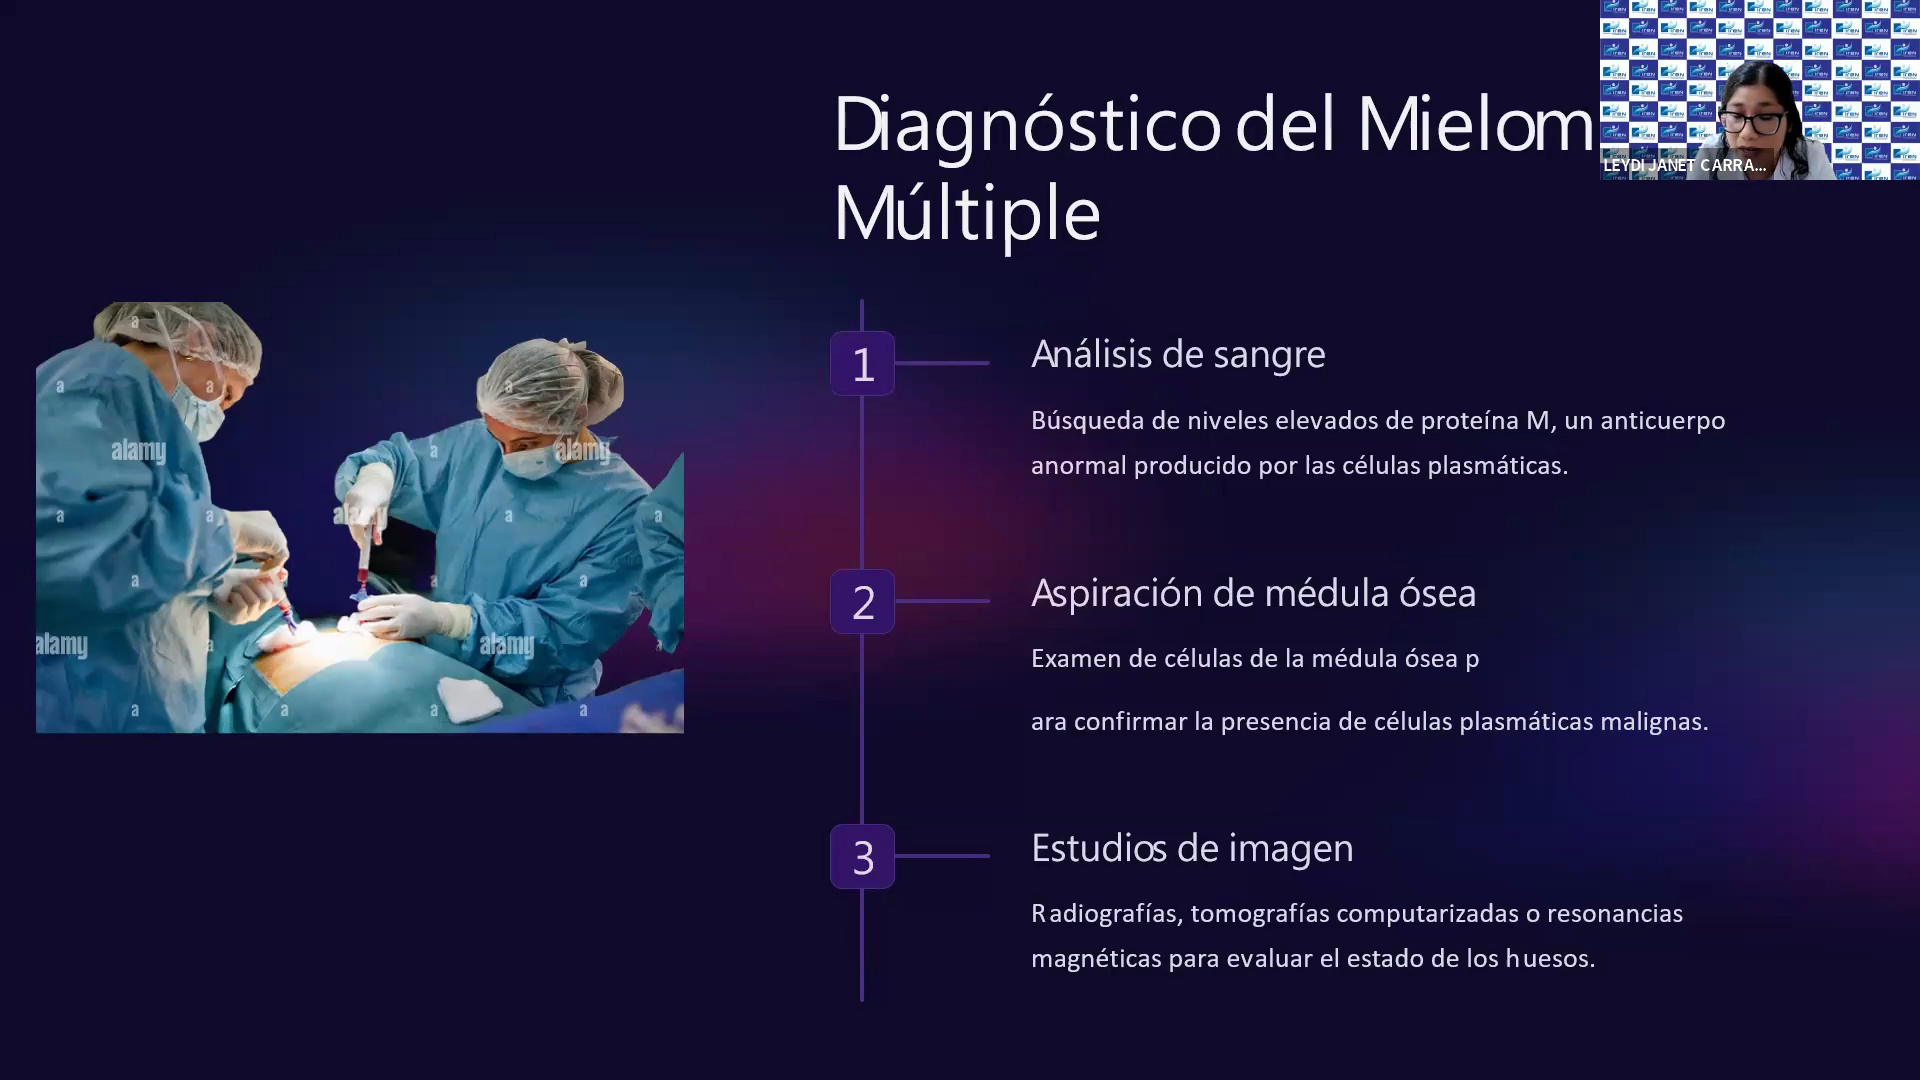 Diagnóstico del Mielom
Múltiple
LEYDI JANET CARRA...
1
Análisis de sangre
Búsqueda de niveles elevados de proteína M, un anticuerpo
anormal producido por las células plasmáticas.
2
Aspiración de médula ósea
Examen de células de la médula ósea p
ara confirmar la presencia de células plasmáticas malignas.
3
Estudios de imagen
Radiografías, tomografías computarizadas o resonancias
magnéticas para evaluar el estado de los huesos.
alamy
alamy
alamy
alamy
alamy